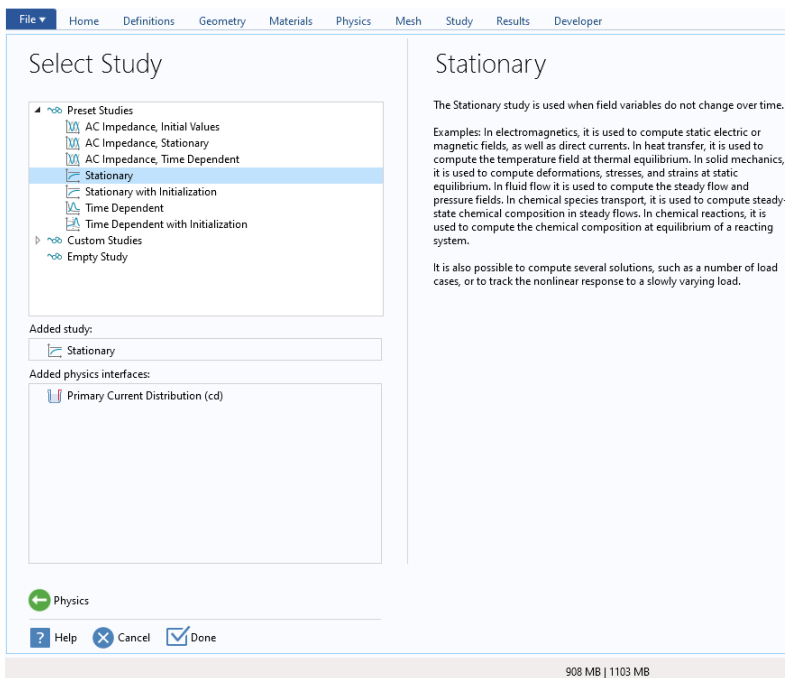 File ▾ Home Definitions Geometry Materials Physics Mesh Study Results Developer
Select Study
Preset Studies
AC Impedance, Initial Values
AC Impedance, Stationary
AC Impedance, Time Dependent
Stationary
Stationary with Initialization
Time Dependent
Time Dependent with Initialization
Custom Studies
Empty Study
Added study:
Stationary
Added physics interfaces:
Primary Current Distribution (cd)
Physics
? Help Cancel Done
Stationary
The Stationary study is used when field variables do not change over time.
Examples: In electromagnetics, it is used to compute static electric or
magnetic fields, as well as direct currents. In heat transfer, it is used to
compute the temperature field at thermal equilibrium. In solid mechanics,
it is used to compute deformations, stresses, and strains at static
equilibrium. In fluid flow it is used to compute the steady flow and
pressure fields. In chemical species transport, it is used to compute steady-
state chemical composition in steady flows. In chemical reactions, it is
used to compute the chemical composition at equilibrium of a reacting
system.
It is also possible to compute several solutions, such as a number of load
cases, or to track the nonlinear response to a slowly varying load.
908 MB | 1103 MB